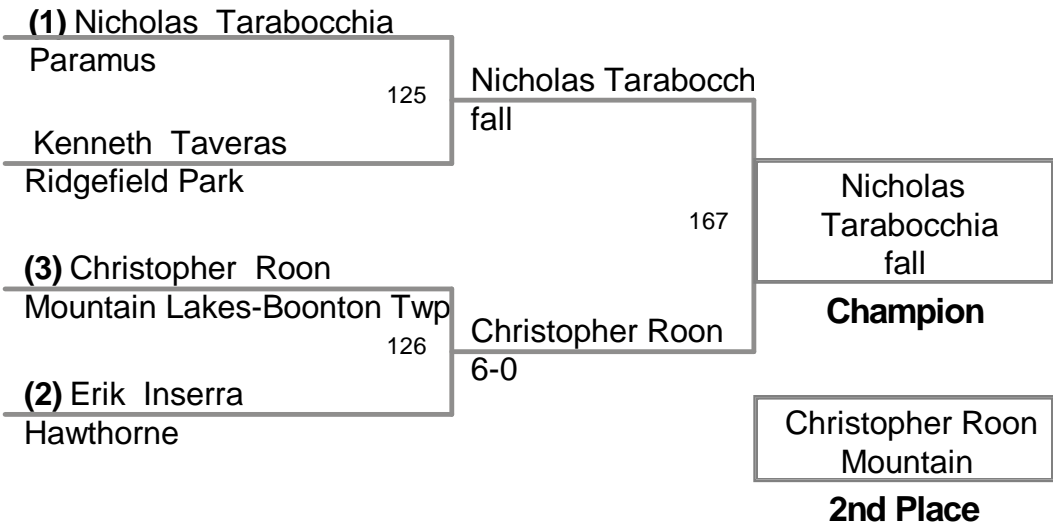 (1) Nicholas Tarabocchia
Paramus
125
Kenneth Taveras
Ridgefield Park
Nicholas Tarabocch
fall
(3) Christopher Roon
Mountain Lakes-Boonton Twp
126
(2) Erik Inserra
Hawthorne
Christopher Roon
6-0
167
Nicholas
Tarabocchia
fall
Champion
Christopher Roon
Mountain
2nd Place